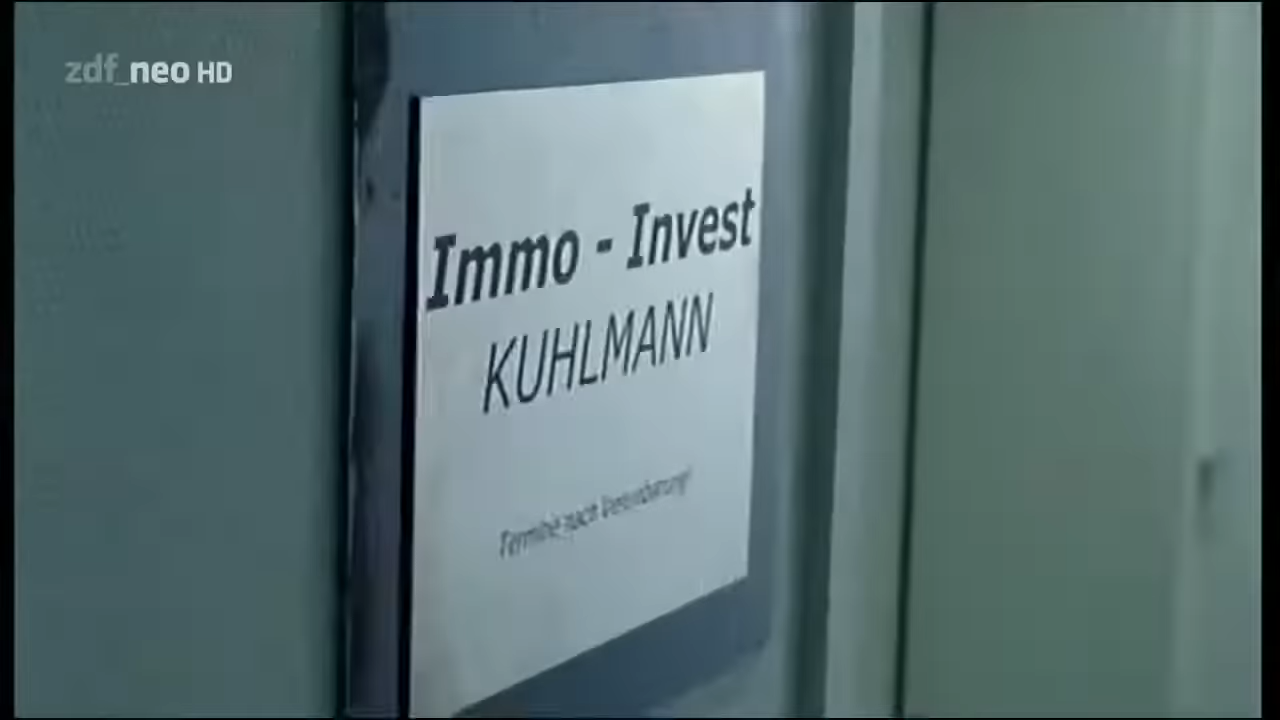 zdf_neo HD
Immo - Invest
KUHLMANN
Termine nach Vereinbarung!